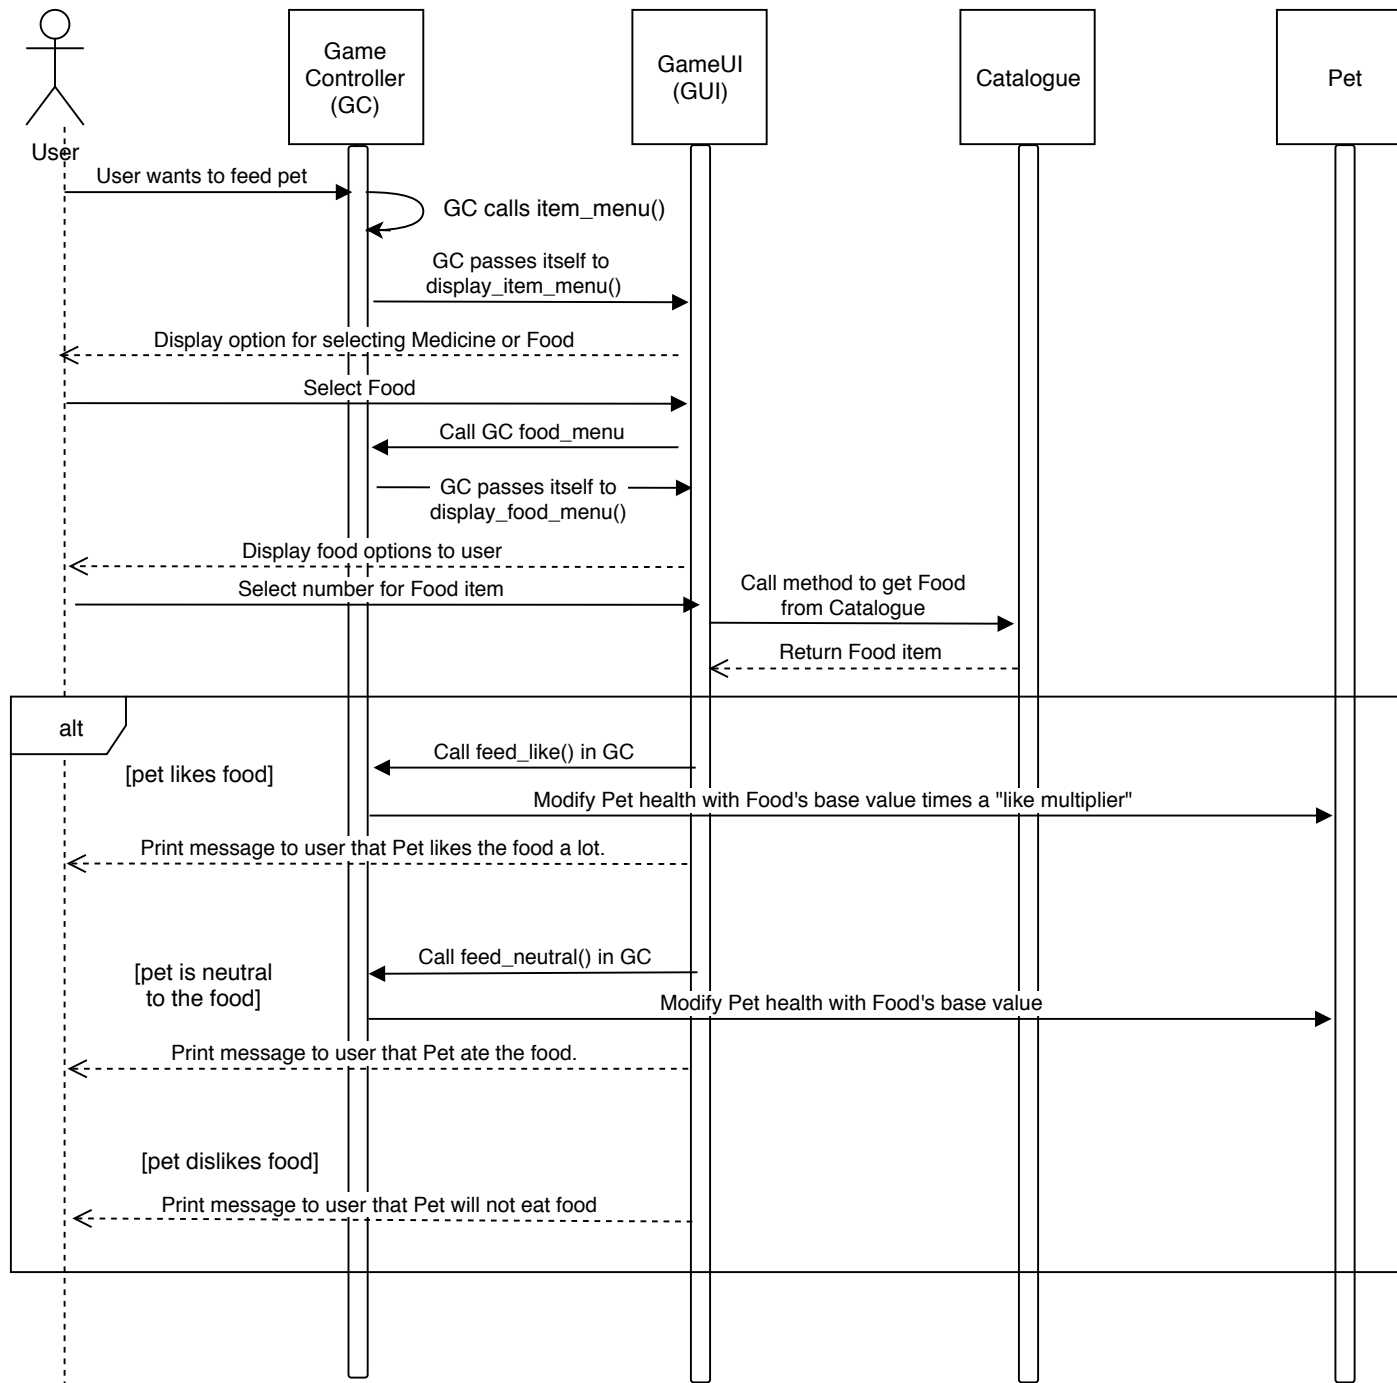 Game
Controller
(GC)
GameUI
(GUI)
Catalogue
Pet
User
User wants to feed pet
GC calls item_menu()
GC passes itself to
display_item_menu()
Display option for selecting Medicine or Food
Select Food
Call GC food_menu
GC passes itself to
display_food_menu()
Display food options to user
Select number for Food item
Call method to get Food
from Catalogue
Return Food item
alt
[pet likes food]
Call feed_like() in GC
Modify Pet health with Food's base value times a "like multiplier"
Print message to user that Pet likes the food a lot.
[pet is neutral
to the food]
Call feed_neutral() in GC
Modify Pet health with Food's base value
Print message to user that Pet ate the food.
[pet dislikes food]
Print message to user that Pet will not eat food